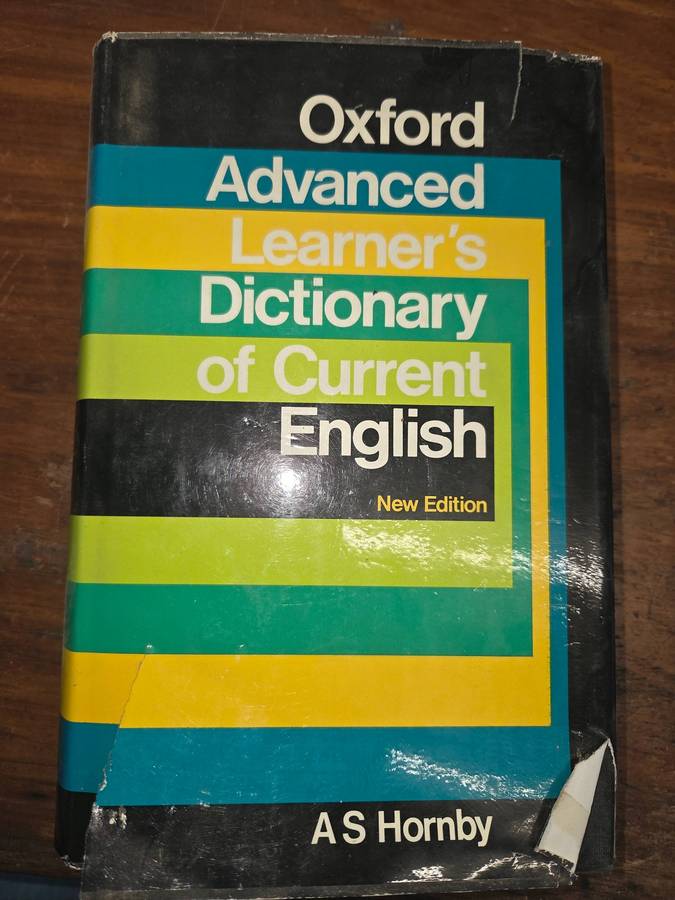 Oxford
Advanced
Learner's
Dictionary
of Current
English
New Edition
A S Hornby